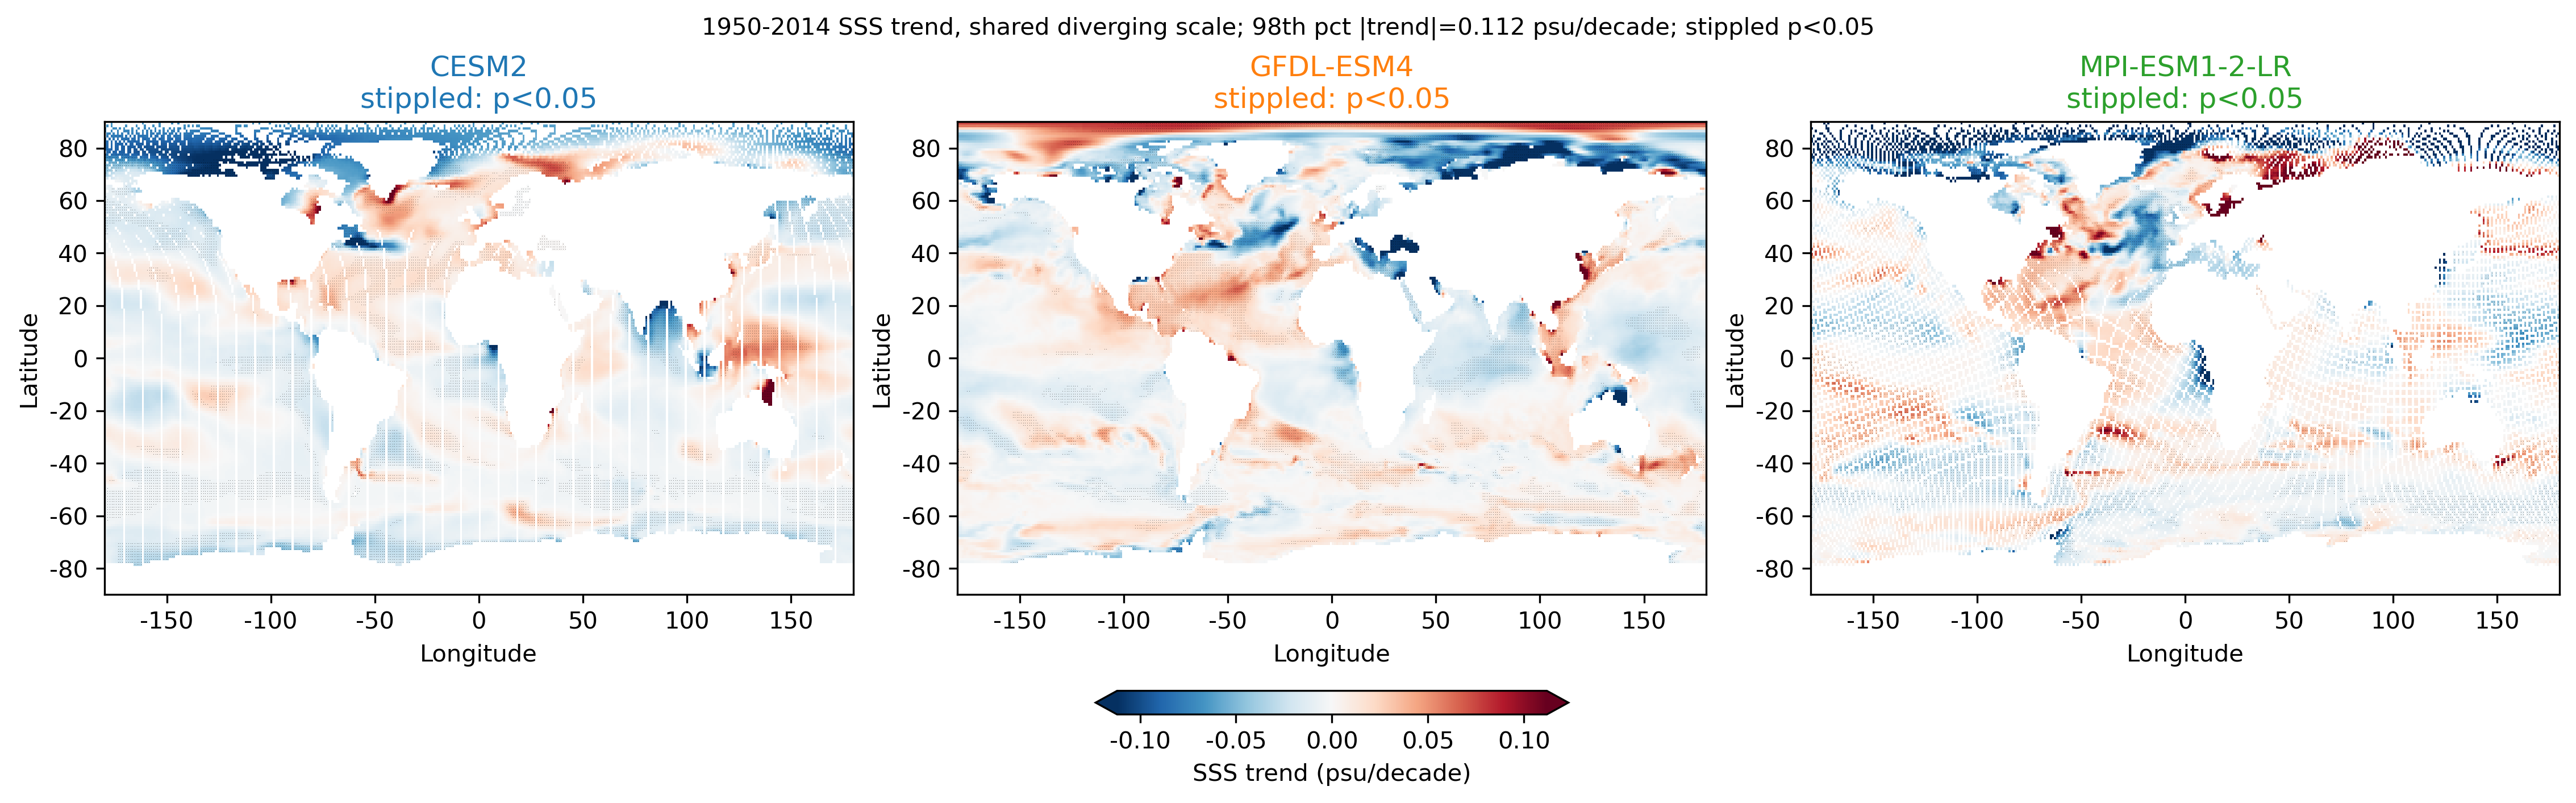 1950-2014 SSS trend, shared diverging scale; 98th pct |trend|=0.112 psu/decade; stippled p<0.05
CESM2
stippled: p<0.05
GFDL-ESM4
stippled: p<0.05
MPI-ESM1-2-LR
stippled: p<0.05
Latitude
80
60
40
20
0
-20
-40
-60
-80
-150 -100 -50 0 50 100 150
Longitude
Latitude
80
60
40
20
0
-20
-40
-60
-80
-150 -100 -50 0 50 100 150
Longitude
Latitude
80
60
40
20
0
-20
-40
-60
-80
-150 -100 -50 0 50 100 150
Longitude
-0.10 -0.05 0.00 0.05 0.10
SSS trend (psu/decade)